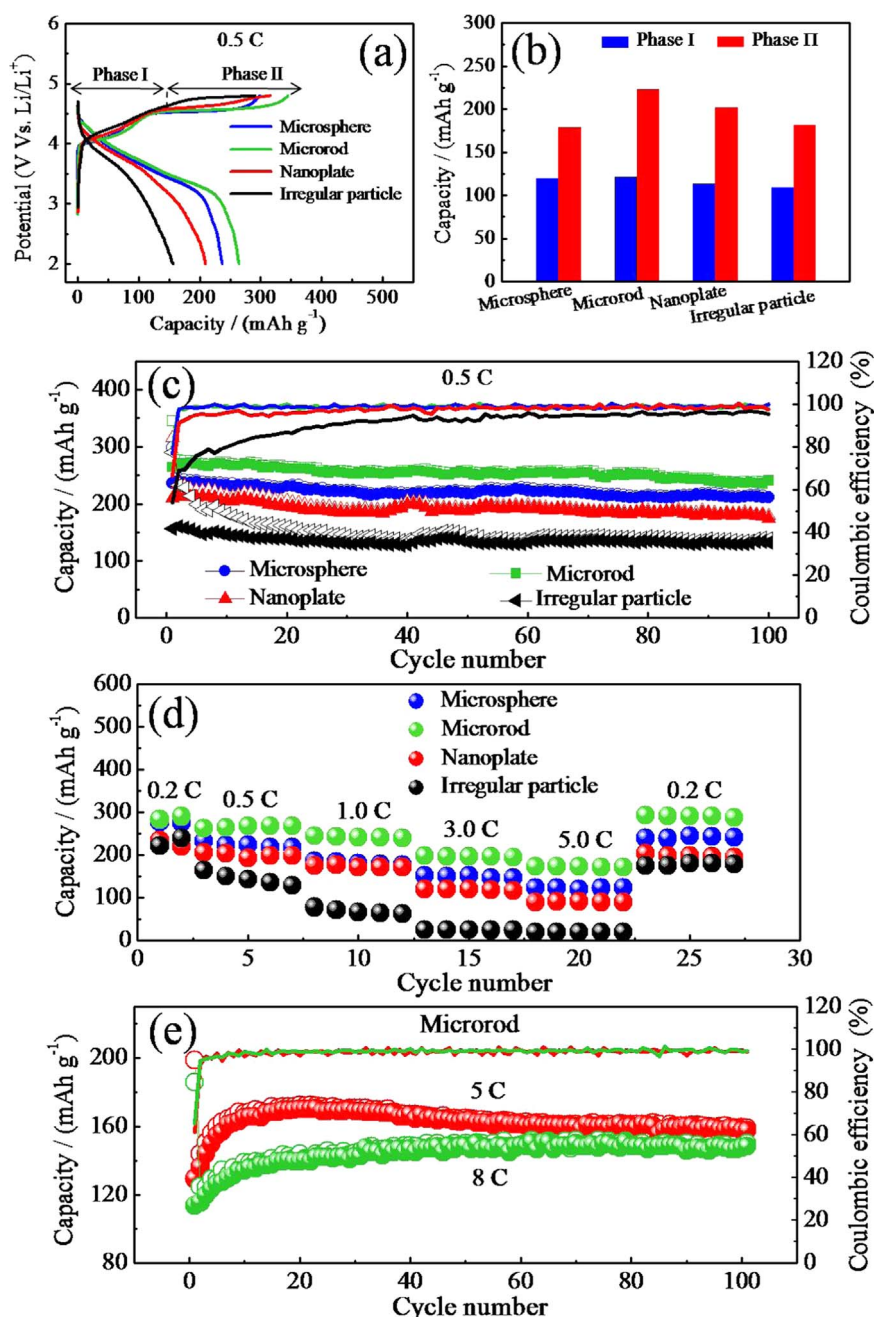 6
5
4
3
2
0.5 C
(a)
Phase I
Phase II
Microsphere
Microrod
Nanoplate
Irregular particle
Potential (V Vs. Li/Li+)
0 100 200 300 400 500
Capacity / (mAh g-1)
300
250
200
150
100
50
0
(b)
Phase I
Phase II
Capacity / (mAh g-1)
Microsphere
Microrod
Nanoplate
Irregular particle
400
350
300
250
200
150
100
50
0
(c)
0.5 C
Microsphere
Microrod
Nanoplate
Irregular particle
Capacity / (mAh g-1)
120
100
80
60
40
20
0
Coulombic efficiency (%)
0 20 40 60 80 100
Cycle number
600
500
400
300
200
100
0
(d)
Microsphere
Microrod
Nanoplate
Irregular particle
0.2 C
0.5 C
1.0 C
3.0 C
5.0 C
0.2 C
Capacity / (mAh g-1)
0 5 10 15 20 25 30
Cycle number
200
160
120
80
(e)
Microrod
5 C
8 C
Capacity / (mAh g-1)
120
100
80
60
40
20
0
Coulombic efficiency (%)
0 20 40 60 80 100
Cycle number